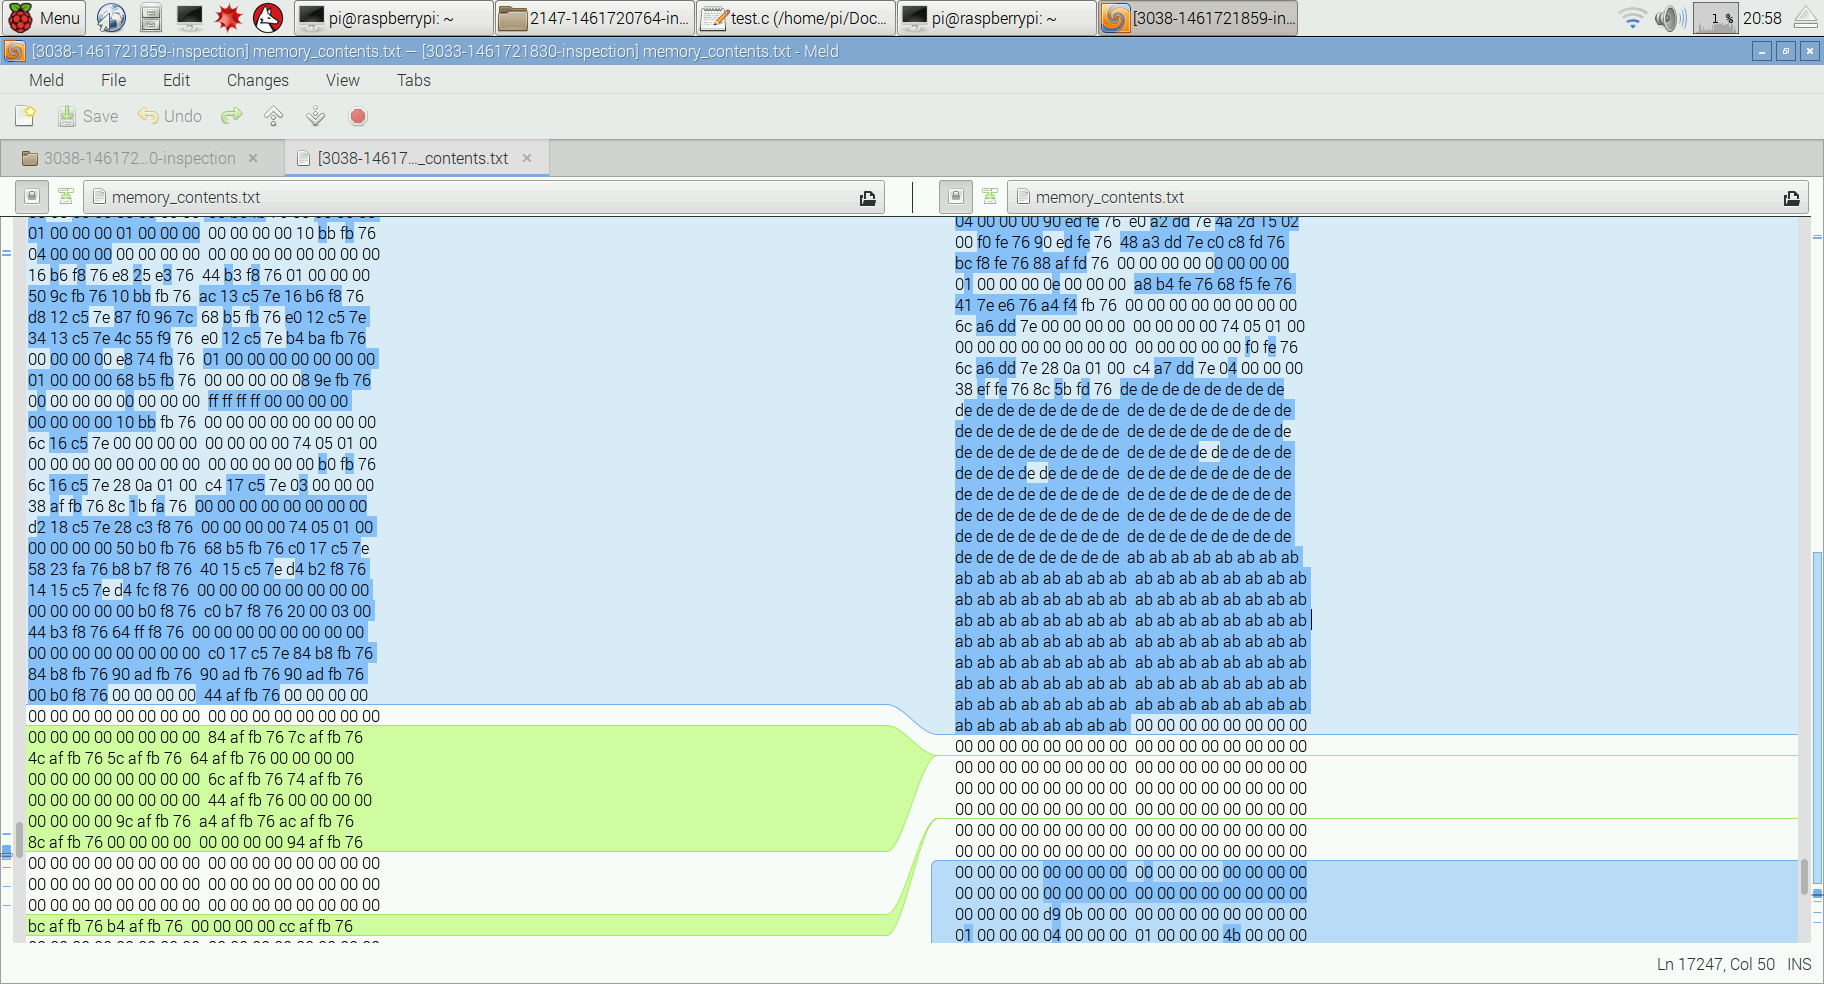 Menu
pi@raspberrypi: ~
2147-1461720764-in...
test.c (/home/pi/Doc...
pi@raspberrypi: ~
[3038-1461721859-in...
1 %
20:58
[3038-1461721859-inspection] memory_contents.txt — [3033-1461721830-inspection] memory_contents.txt - Meld
Meld File Edit Changes View Tabs
Save Undo
3038-146172...0-inspection
[3038-14617..._contents.txt
memory_contents.txt
memory_contents.txt
01 00 00 00 01 00 00 00 00 00 00 00 10 bb fb 76
04 00 00 00 00 00 00 00 00 00 00 00 00 00 00 00
16 b6 f8 76 e8 25 e3 76 44 b3 f8 76 01 00 00 00
50 9c fb 76 10 bb fb 76 ac 13 c5 7e 16 b6 f8 76
d8 12 c5 7e 87 f0 96 7c 68 b5 fb 76 e0 12 c5 7e
34 13 c5 7e 4c 55 f9 76 e0 12 c5 7e b4 ba fb 76
00 00 00 00 e8 74 fb 76 01 00 00 00 00 00 00 00
01 00 00 00 68 b5 fb 76 00 00 00 00 08 9e fb 76
00 00 00 00 00 00 00 00 ff ff ff ff 00 00 00 00
00 00 00 00 10 bb fb 76 00 00 00 00 00 00 00 00
6c 16 c5 7e 00 00 00 00 00 00 00 00 74 05 01 00
00 00 00 00 00 00 00 00 00 00 00 00 00 b0 fb 76
6c 16 c5 7e 28 0a 01 00 c4 17 c5 7e 03 00 00 00
38 af fb 76 8c 1b fa 76 00 00 00 00 00 00 00 00
d2 18 c5 7e 28 c3 f8 76 00 00 00 00 74 05 01 00
00 00 00 00 50 b0 fb 76 68 b5 fb 76 c0 17 c5 7e
58 23 fa 76 b8 b7 f8 76 40 15 c5 7e d4 b2 f8 76
14 15 c5 7e d4 fc f8 76 00 00 00 00 00 00 00 00
00 00 00 00 00 b0 f8 76 c0 b7 f8 76 20 00 03 00
44 b3 f8 76 64 ff f8 76 00 00 00 00 00 00 00 00
00 00 00 00 00 00 00 00 c0 17 c5 7e 84 b8 fb 76
84 b8 fb 76 90 ad fb 76 90 ad fb 76 90 ad fb 76
00 b0 f8 76 00 00 00 00 44 af fb 76 00 00 00 00
00 00 00 00 00 00 00 00 00 00 00 00 00 00 00 00
00 00 00 00 00 00 00 00 84 af fb 76 7c af fb 76
4c af fb 76 5c af fb 76 64 af fb 76 00 00 00 00
00 00 00 00 00 00 00 00 6c af fb 76 74 af fb 76
00 00 00 00 00 00 00 00 44 af fb 76 00 00 00 00
00 00 00 00 9c af fb 76 a4 af fb 76 ac af fb 76
8c af fb 76 00 00 00 00 00 00 00 00 94 af fb 76
00 00 00 00 00 00 00 00 00 00 00 00 00 00 00 00
00 00 00 00 00 00 00 00 00 00 00 00 00 00 00 00
00 00 00 00 00 00 00 00 00 00 00 00 00 00 00 00
bc af fb 76 b4 af fb 76 00 00 00 00 cc af fb 76
04 00 00 00 90 ed fe 76 e0 a2 dd 7e 4a 2d 15 02
00 f0 fe 76 90 ed fe 76 48 a3 dd 7e c0 c8 fd 76
bc f8 fe 76 88 af fd 76 00 00 00 00 00 00 00 00
01 00 00 00 0e 00 00 00 a8 b4 fe 76 68 f5 fe 76
41 7e e6 76 a4 f4 fb 76 00 00 00 00 00 00 00 00
6c a6 dd 7e 00 00 00 00 00 00 00 00 74 05 01 00
00 00 00 00 00 00 00 00 00 00 00 00 00 f0 fe 76
6c a6 dd 7e 28 0a 01 00 c4 a7 dd 7e 04 00 00 00
38 ef fe 76 8c 5b fd 76 de de de de de de de de
de de de de de de de de de de de de de de de de
de de de de de de de de de de de de de de de de
de de de de de de de de de de de de de de de de
de de de de de de de de de de de de de de de de
de de de de de de de de de de de de de de de de
de de de de de de de de de de de de de de de de
de de de de de de de de de de de de de de de de
de de de de de de de de ab ab ab ab ab ab ab ab
ab ab ab ab ab ab ab ab ab ab ab ab ab ab ab ab
ab ab ab ab ab ab ab ab ab ab ab ab ab ab ab ab
ab ab ab ab ab ab ab ab ab ab ab ab ab ab ab ab
ab ab ab ab ab ab ab ab ab ab ab ab ab ab ab ab
ab ab ab ab ab ab ab ab ab ab ab ab ab ab ab ab
ab ab ab ab ab ab ab ab ab ab ab ab ab ab ab ab
ab ab ab ab ab ab ab ab ab ab ab ab ab ab ab ab
ab ab ab ab ab ab ab ab 00 00 00 00 00 00 00 00
00 00 00 00 00 00 00 00 00 00 00 00 00 00 00 00
00 00 00 00 00 00 00 00 00 00 00 00 00 00 00 00
00 00 00 00 00 00 00 00 00 00 00 00 00 00 00 00
00 00 00 00 00 00 00 00 00 00 00 00 00 00 00 00
00 00 00 00 00 00 00 00 00 00 00 00 00 00 00 00
00 00 00 00 00 00 00 00 00 00 00 00 00 00 00 00
00 00 00 00 00 00 00 00 00 00 00 00 00 00 00 00
00 00 00 00 00 00 00 00 00 00 00 00 00 00 00 00
00 00 00 00 d9 0b 00 00 00 00 00 00 00 00 00 00
01 00 00 00 04 00 00 00 01 00 00 00 4b 00 00 00
Ln 17247, Col 50 INS